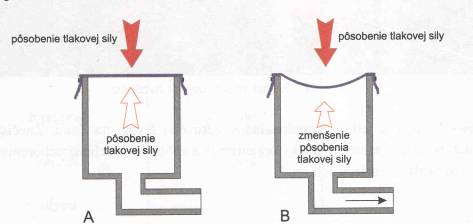 pôsobenie tlakovej sily
pôsobenie tlakovej sily
pôsobenie
tlakovej sily
zmenšenie
pôsobenia
tlakovej sily
A
B